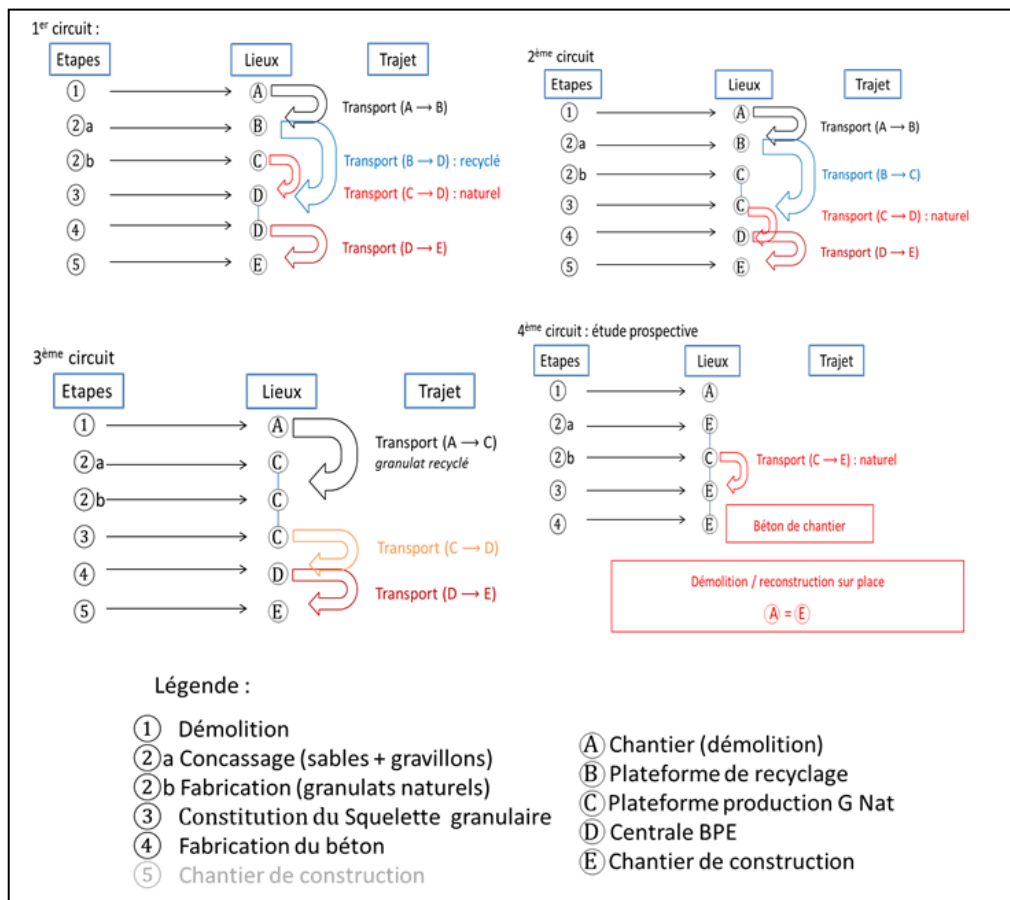 1er circuit :
Etapes Lieux Trajet
1 A
Transport (A → B)
2a B
2b C Transport (B → D) : recyclé
3 D Transport (C → D) : naturel
4 D
Transport (D → E)
5 E
2ème circuit
Etapes Lieux Trajet
1 A
Transport (A → B)
2a B
2b C Transport (B → C)
3 C
Transport (C → D) : naturel
4 D
Transport (D → E)
5 E
3ème circuit
Etapes Lieux Trajet
1 A
Transport (A → C)
granulat recyclé
2a C
2b C
3 C
Transport (C → D)
4 D
Transport (D → E)
5 E
4ème circuit : étude prospective
Etapes Lieux Trajet
1 A
2a E
2b C Transport (C → E) : naturel
3 E
4 E Béton de chantier
Démolition / reconstruction sur place
A = E
Légende :
1 Démolition
2a Concassage (sables + gravillons)
2b Fabrication (granulats naturels)
3 Constitution du Squelette granulaire
4 Fabrication du béton
5 Chantier de construction
A Chantier (démolition)
B Plateforme de recyclage
C Plateforme production G Nat
D Centrale BPE
E Chantier de construction